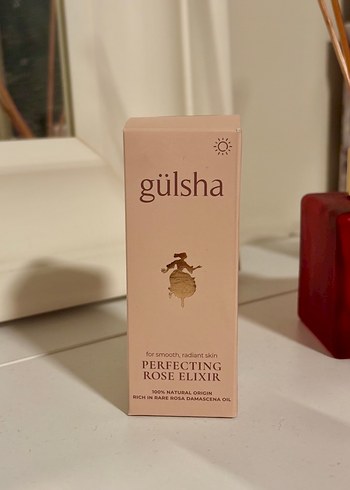 gülsha
for smooth, radiant skin
PERFECTING
ROSE ELIXIR
100% NATURAL ORIGIN
RICH IN RARE ROSA DAMASCENA OIL